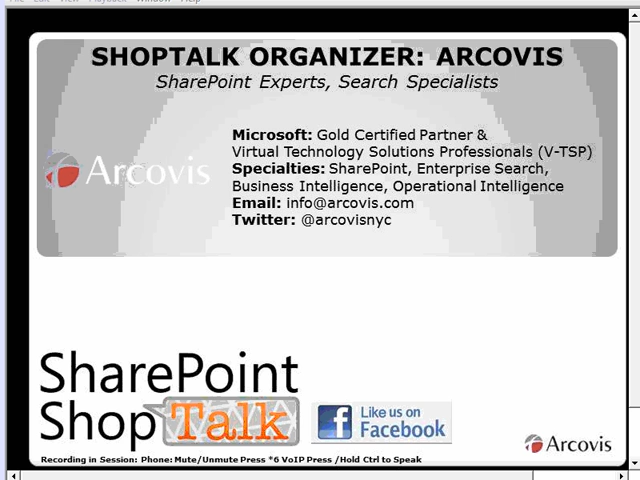 SHOPTALK ORGANIZER: ARCOVIS
SharePoint Experts, Search Specialists
Arcovis
Microsoft: Gold Certified Partner &
Virtual Technology Solutions Professionals (V-TSP)
Specialties: SharePoint, Enterprise Search,
Business Intelligence, Operational Intelligence
Email: info@arcovis.com
Twitter: @arcovisnyc
SharePoint
Shop Talk
Like us on
Facebook
Arcovis
Recording in Session: Phone: Mute/Unmute Press *6 VoIP Press /Hold Ctrl to Speak